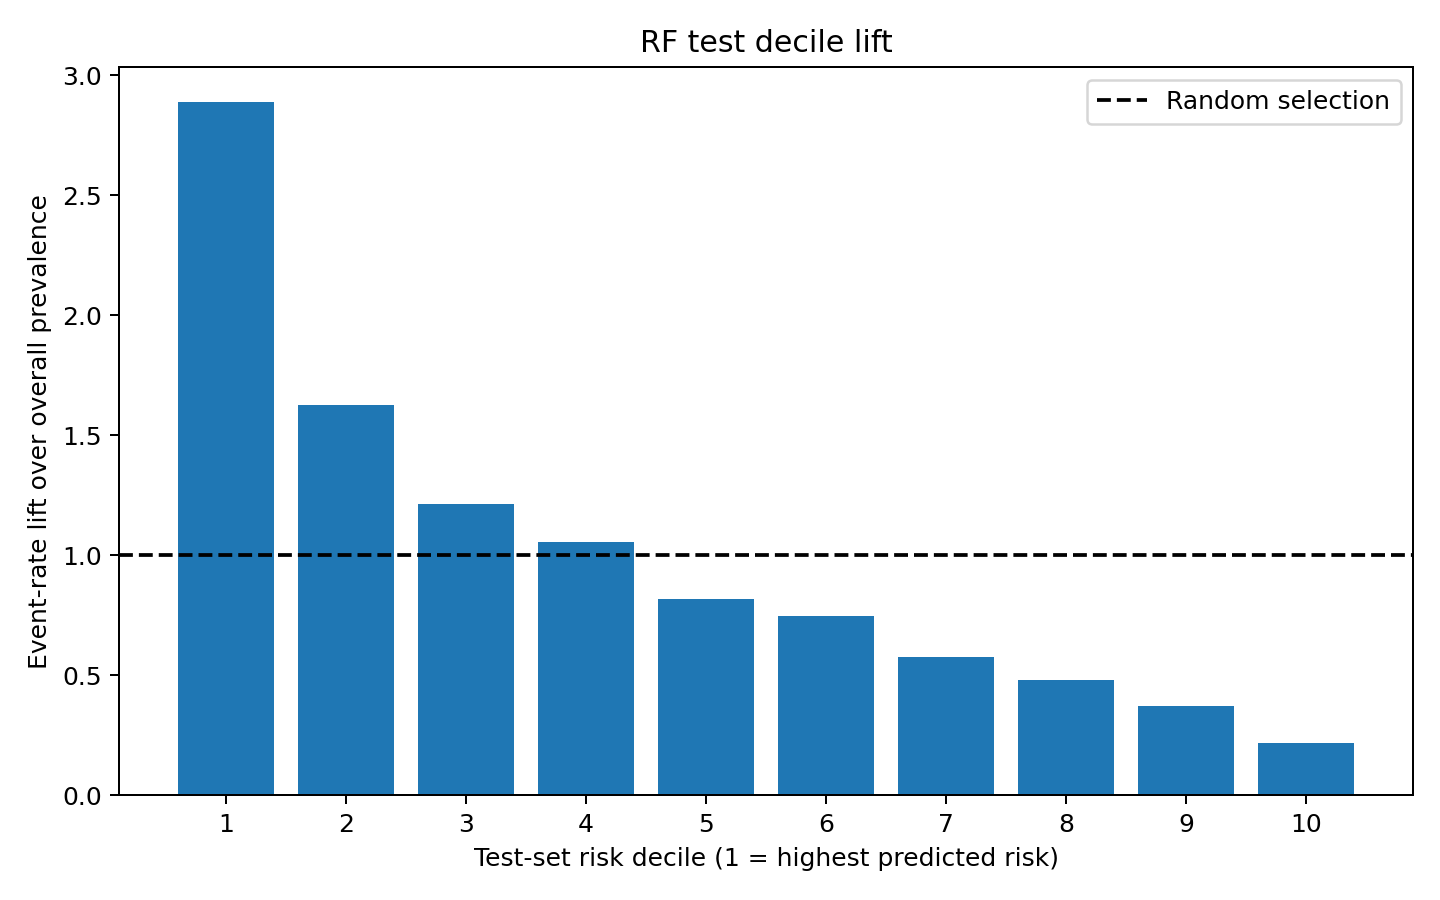 RF test decile lift
Random selection
Event-rate lift over overall prevalence
3.0
2.5
2.0
1.5
1.0
0.5
0.0
1 2 3 4 5 6 7 8 9 10
Test-set risk decile (1 = highest predicted risk)